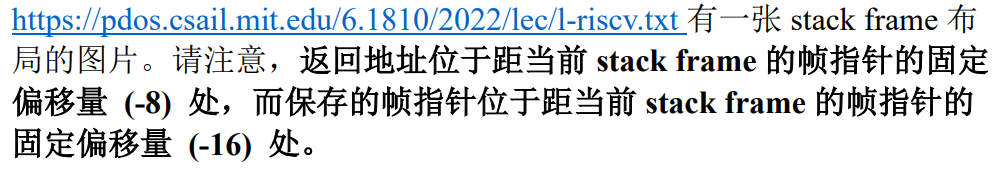 https://pdos.csail.mit.edu/6.1810/2022/lec/l-riscv.txt 有一张 stack frame 布
局的图片。请注意，返回地址位于距当前 stack frame 的帧指针的固定
偏移量 (-8) 处，而保存的帧指针位于距当前 stack frame 的帧指针的
固定偏移量 (-16) 处。